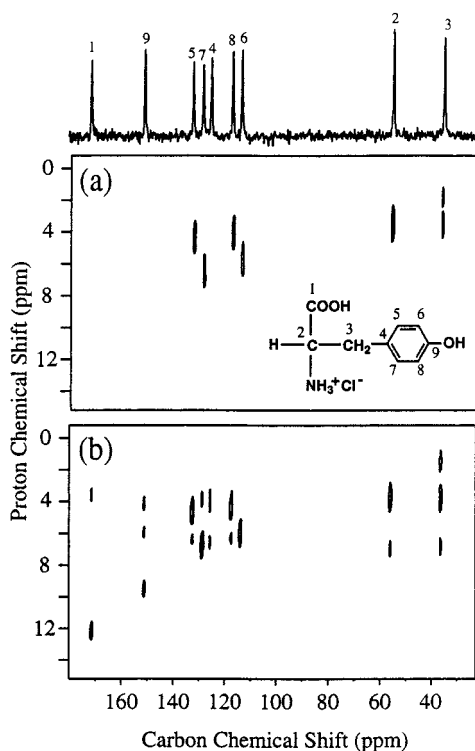 1 9 5 7 4 8 6 2 3
(a)
0
4
8
12
1
COOH
2 3 4 5 6
H-C-CH₂ 9 OH
7 8
NH₃⁺Cl⁻
(b)
0
4
8
12
Proton Chemical Shift (ppm)
160 140 120 100 80 60 40
Carbon Chemical Shift (ppm)